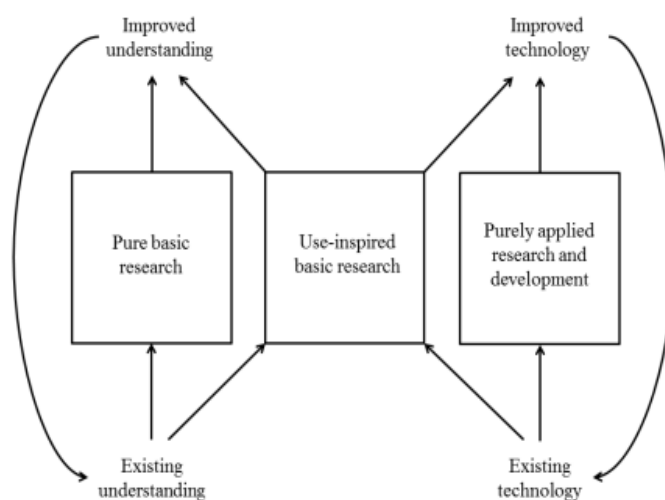 Improved
understanding
Improved
technology
Pure basic
research
Use-inspired
basic research
Purely applied
research and
development
Existing
understanding
Existing
technology